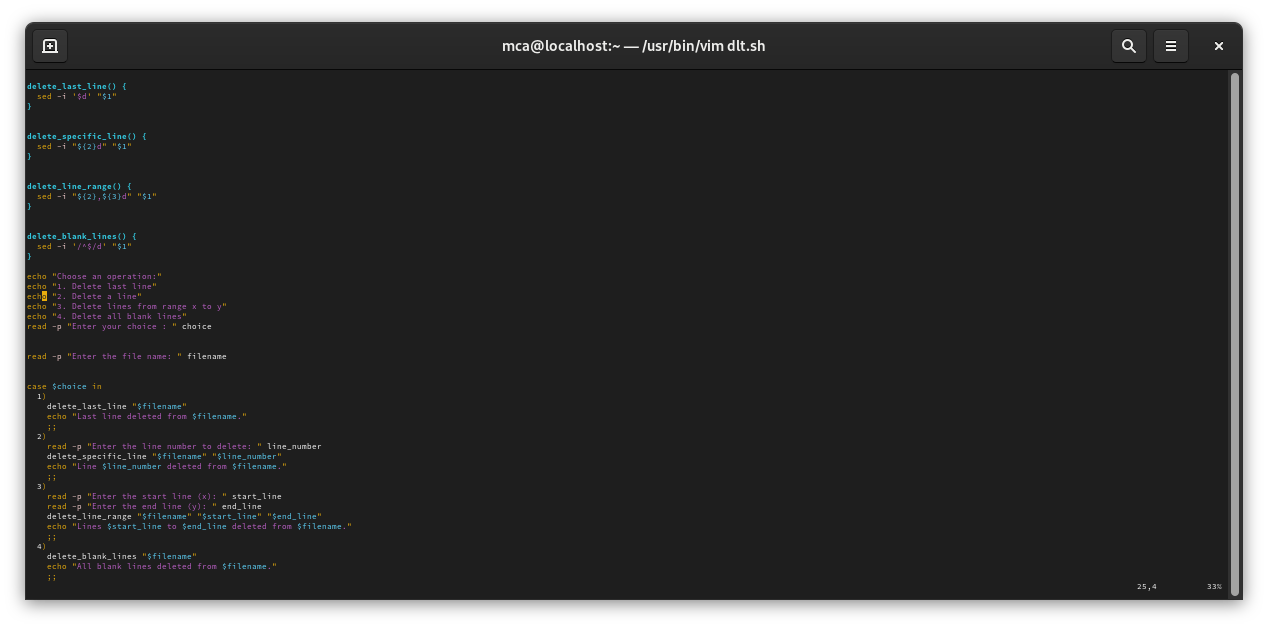 mca@localhost:~ — /usr/bin/vim dlt.sh
delete_last_line() {
  sed -i '$d' "$1"
}
delete_specific_line() {
  sed -i "${2}d" "$1"
}
delete_line_range() {
  sed -i "${2},${3}d" "$1"
}
delete_blank_lines() {
  sed -i '/^$/d' "$1"
}
echo "Choose an operation:"
echo "1. Delete last line"
echo "2. Delete a line"
echo "3. Delete lines from range x to y"
echo "4. Delete all blank lines"
read -p "Enter your choice : " choice
read -p "Enter the file name: " filename
case $choice in
  1)
    delete_last_line "$filename"
    echo "Last line deleted from $filename."
    ;;
  2)
    read -p "Enter the line number to delete: " line_number
    delete_specific_line "$filename" "$line_number"
    echo "Line $line_number deleted from $filename."
    ;;
  3)
    read -p "Enter the start line (x): " start_line
    read -p "Enter the end line (y): " end_line
    delete_line_range "$filename" "$start_line" "$end_line"
    echo "Lines $start_line to $end_line deleted from $filename."
    ;;
  4)
    delete_blank_lines "$filename"
    echo "All blank lines deleted from $filename."
    ;;
25,4 33%